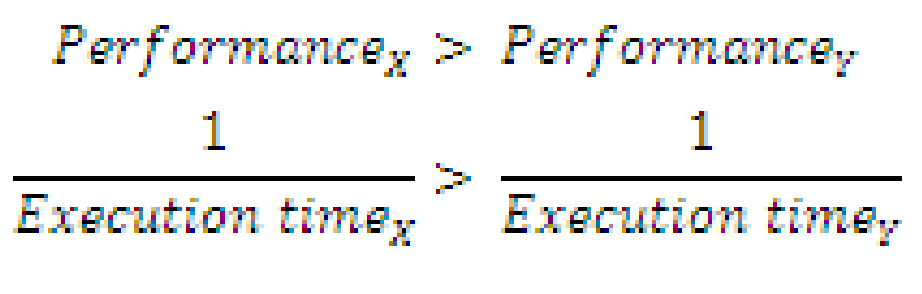 Performance_X > Performance_Y
1/Execution time_X > 1/Execution time_Y